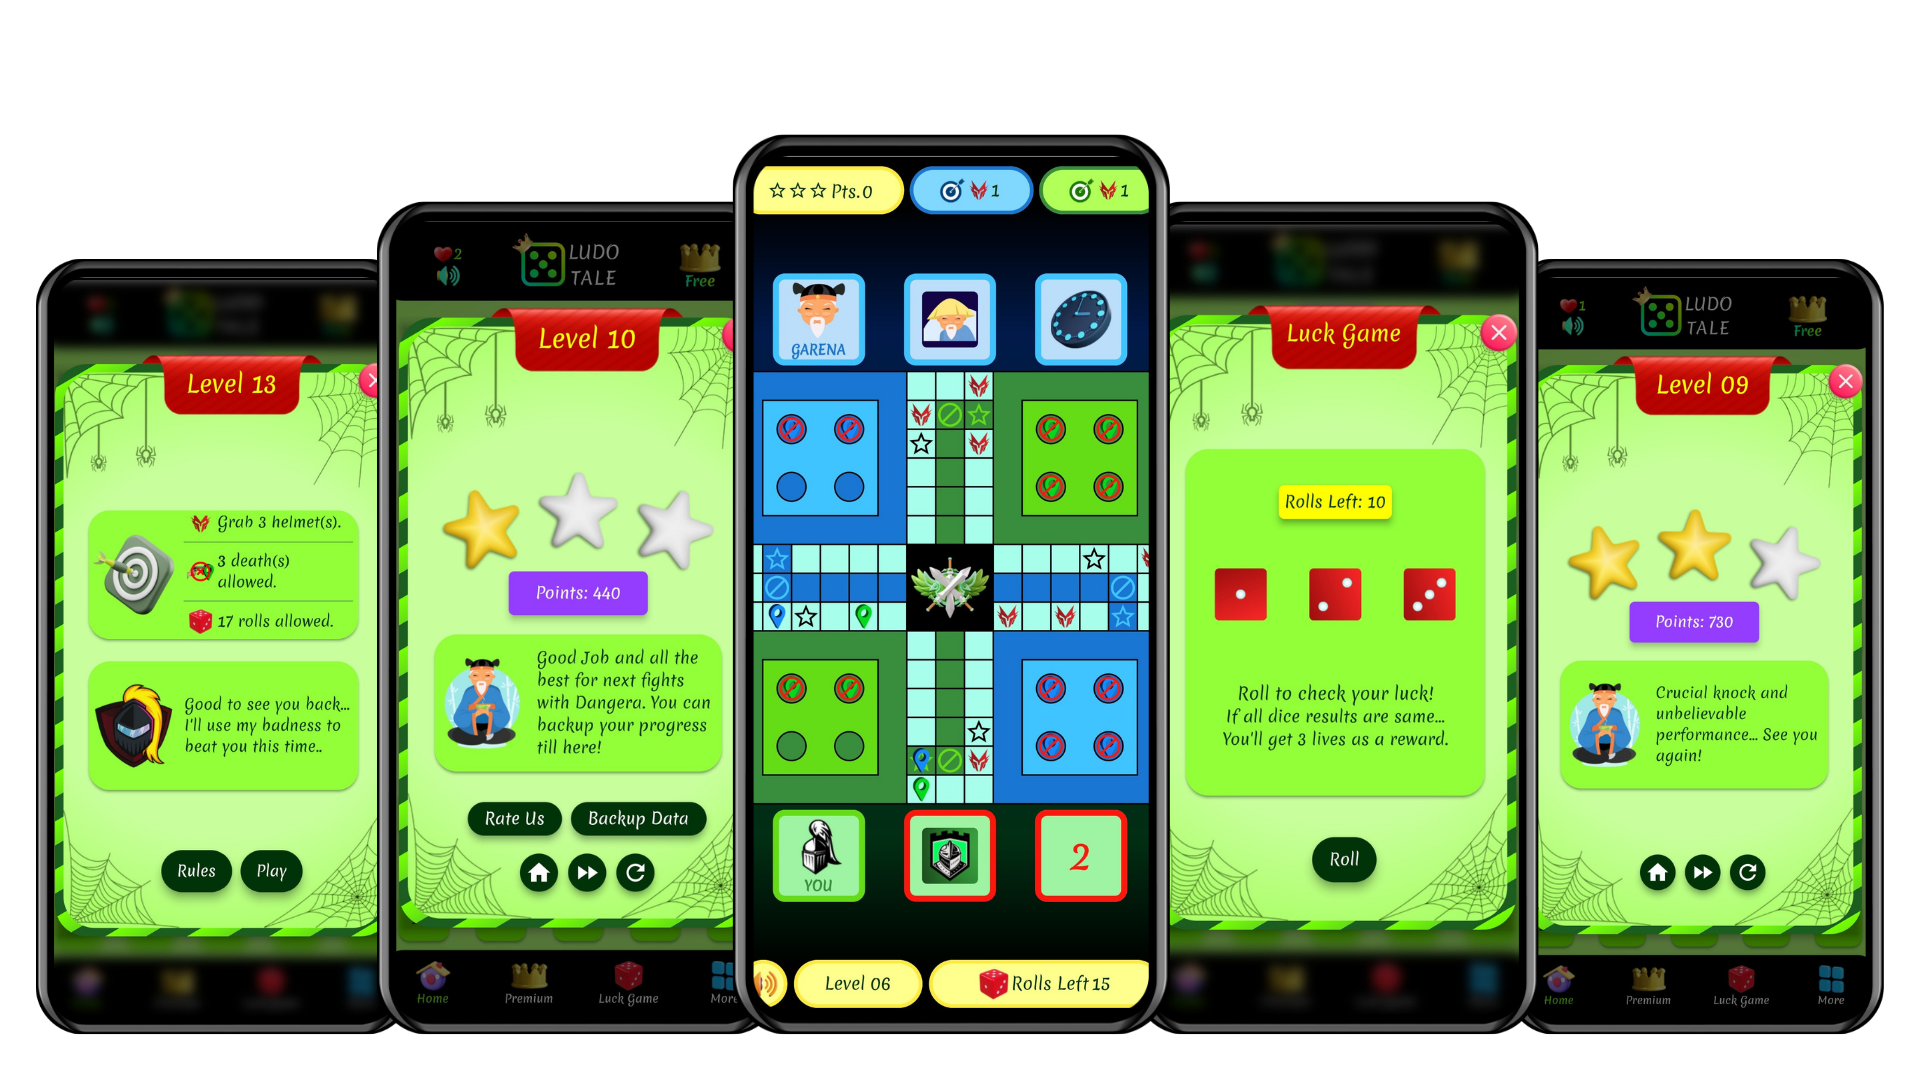 Level 13
Grab 3 helmet(s).
3 death(s)
allowed.
17 rolls allowed.
Good to see you back...
I'll use my badness to
beat you this time..
Rules
Play
2
LUDO
TALE
Free
Level 10
Points: 440
Good Job and all the
best for next fights
with Dangera. You can
backup your progress
till here!
Rate Us
Backup Data
Home
Premium
Luck Game
More
Pts.0
1
1
GARENA
YOU
2
Level 06
Rolls Left 15
Luck Game
Rolls Left: 10
Roll to check your luck!
If all dice results are same...
You'll get 3 lives as a reward.
Roll
1
LUDO
TALE
Free
Level 09
Points: 730
Crucial knock and
unbelievable
performance... See you
again!
Home
Premium
Luck Game
More